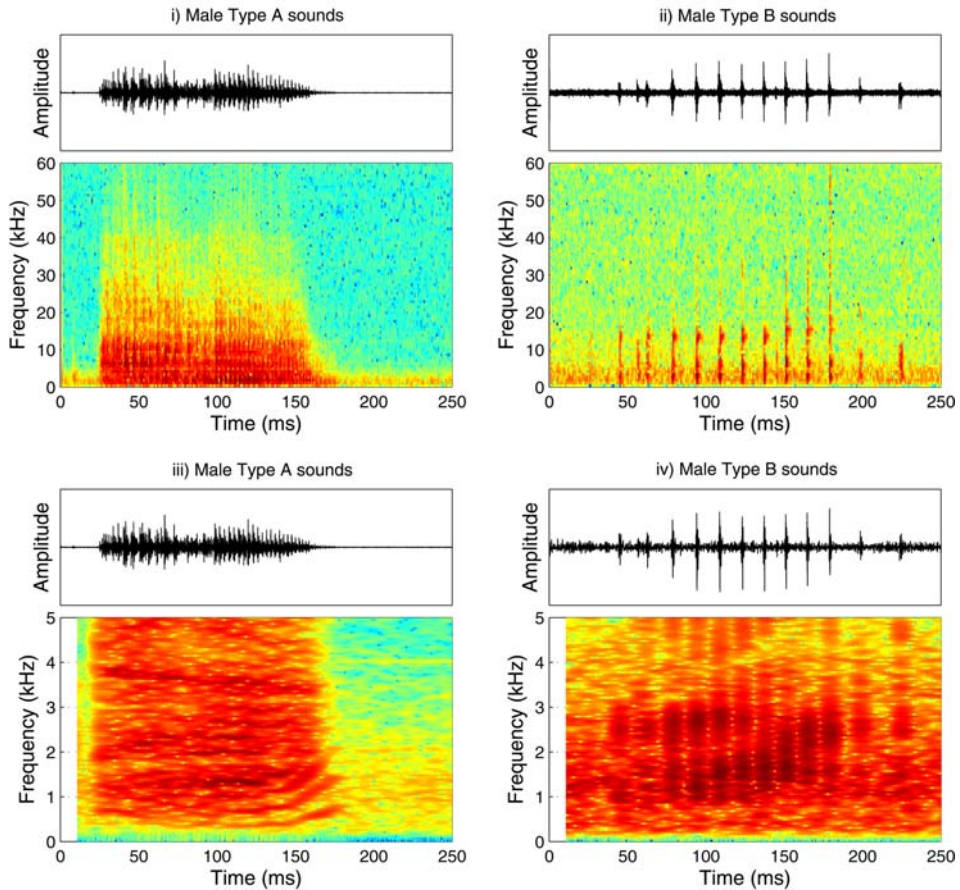 i) Male Type A sounds
Amplitude
Frequency (kHz)
60
50
40
30
20
10
0
0 50 100 150 200 250
Time (ms)
ii) Male Type B sounds
Amplitude
Frequency (kHz)
60
50
40
30
20
10
0
0 50 100 150 200 250
Time (ms)
iii) Male Type A sounds
Amplitude
Frequency (kHz)
5
4
3
2
1
0
0 50 100 150 200 250
Time (ms)
iv) Male Type B sounds
Amplitude
Frequency (kHz)
5
4
3
2
1
0
0 50 100 150 200 250
Time (ms)